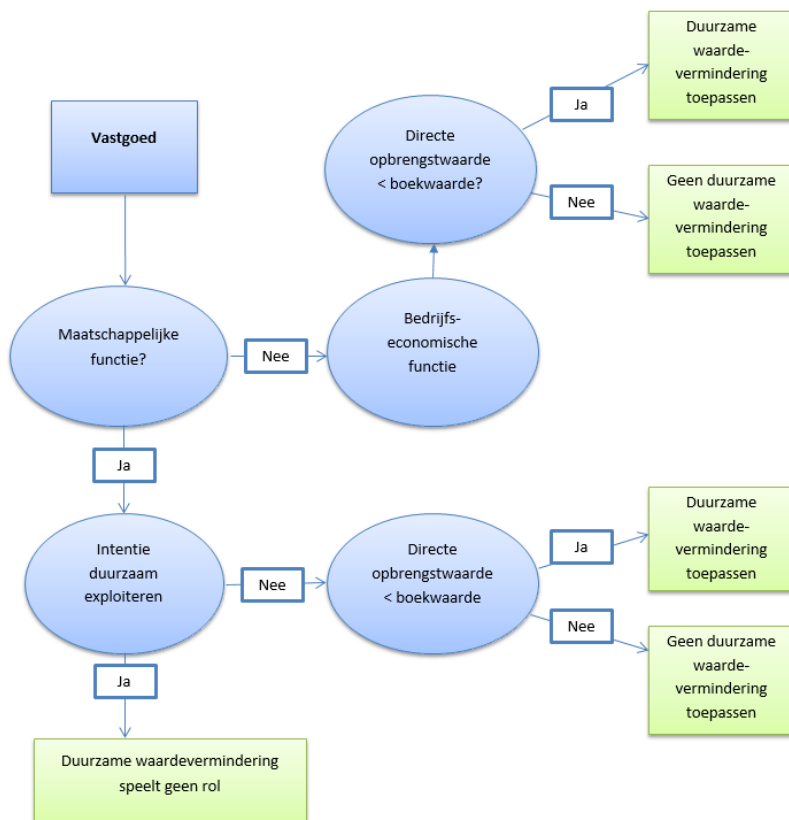 Vastgoed
Maatschappelijke
functie?
Nee
Bedrijfs-
economische
functie
Directe
opbrengstwaarde
< boekwaarde?
Ja
Duurzame
waarde-
vermindering
toepassen
Nee
Geen duurzame
waarde-
vermindering
toepassen
Ja
Intentie
duurzaam
exploiteren
Nee
Directe
opbrengstwaarde
< boekwaarde
Ja
Duurzame
waarde-
vermindering
toepassen
Nee
Geen duurzame
waarde-
vermindering
toepassen
Ja
Duurzame waardevermindering
speelt geen rol